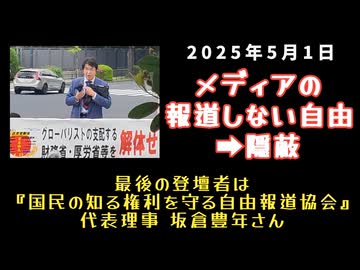 2025年5月1日
メディアの
報道しない自由
➡隠蔽
グローバリストの支配する
財務省・厚労省等を
解体せ
最後の登壇者は
『国民の知る権利を守る自由報道協会』
代表理事 坂倉豊年さん